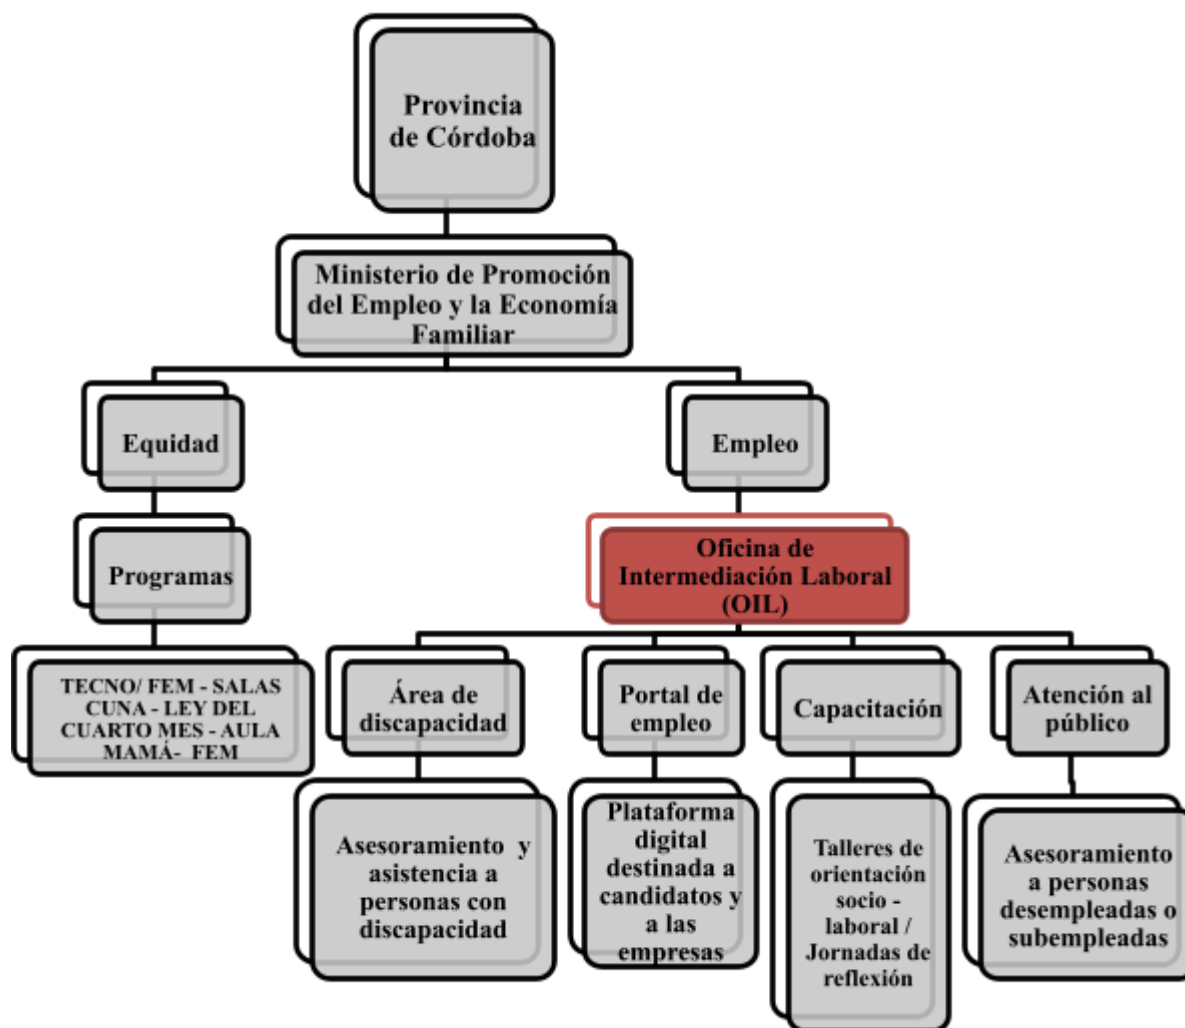 Provincia
de Córdoba
Ministerio de Promoción
del Empleo y la Economía
Familiar
Equidad
Empleo
Programas
Oficina de
Intermediación Laboral
(OIL)
TECNO/ FEM - SALAS
CUNA - LEY DEL
CUARTO MES - AULA
MAMÁ- FEM
Área de
discapacidad
Portal de
empleo
Capacitación
Atención al
público
Asesoramiento y
asistencia a
personas con
discapacidad
Plataforma
digital
destinada a
candidatos y
a las
empresas
Talleres de
orientación
socio -
laboral /
Jornadas de
reflexión
Asesoramiento
a personas
desempleadas o
subempleadas